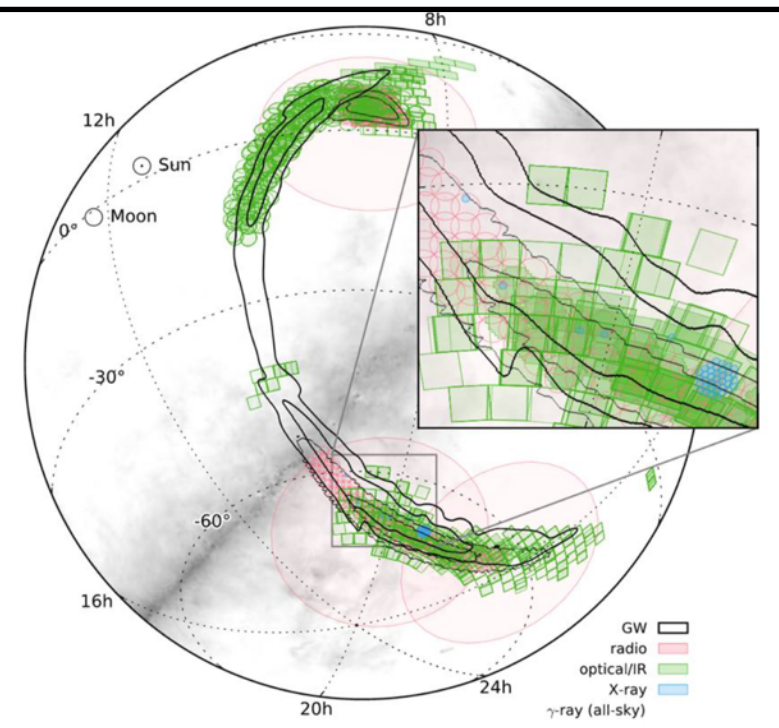 8h
12h
Sun
Moon
0°
-30°
-60°
16h
20h
24h
GW
radio
optical/IR
X-ray
γ-ray (all-sky)